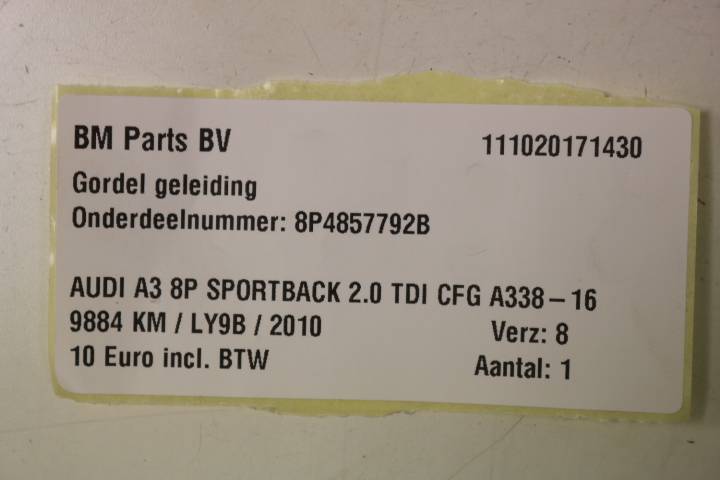 BM Parts BV 111020171430
Gordel geleiding
Onderdeelnummer: 8P4857792B
AUDI A3 8P SPORTBACK 2.0 TDI CFG A338-16
9884 KM / LY9B / 2010 Verz: 8
10 Euro incl. BTW Aantal: 1